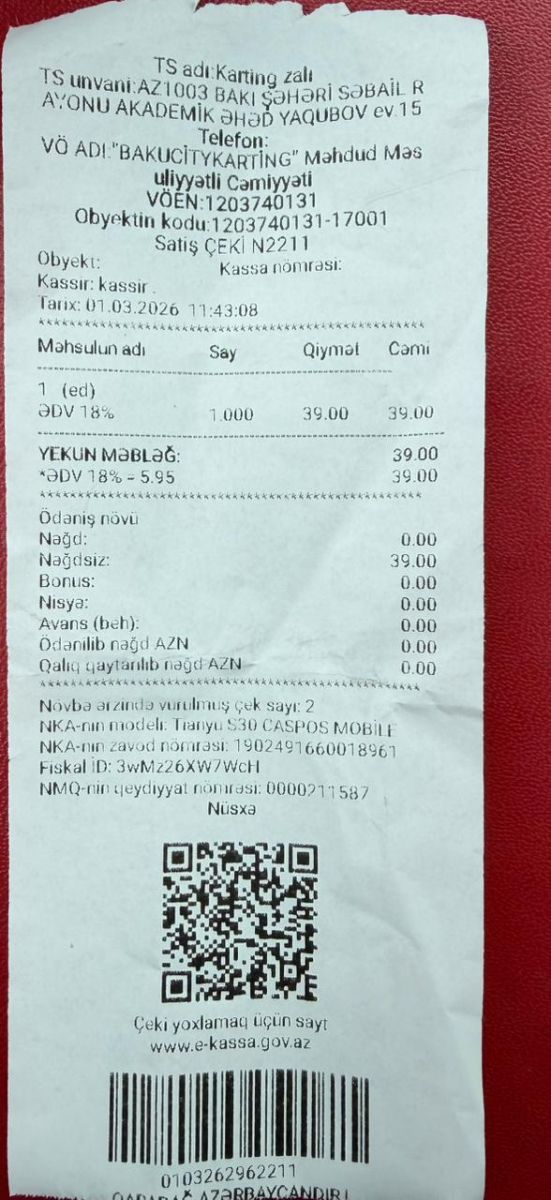 TS adı:Karting zalı
TS ünvanı:AZ1003 BAKI ŞƏHƏRİ SƏBAİL R
AYONU AKADEMİK ƏHƏD YAQUBOV ev.15
Telefon:
VÖ ADI:"BAKUCİTYKARTİNG" Məhdud Məs
uliyyətli Cəmiyyəti
VÖEN:1203740131
Obyektin kodu:1203740131-17001
Satış ÇEKİ N2211
Obyekt: Kassa nömrəsi:
Kassir: kassir .
Tarix: 01.03.2026 11:43:08
Məhsulun adı Say Qiymət Cəmi
1 (ed)
ƏDV 18% 1.000 39.00 39.00
YEKUN MƏBLƏĞ: 39.00
*ƏDV 18% = 5.95 39.00
Ödəniş növü
Nağd: 0.00
Nağdsız: 39.00
Bonus: 0.00
Nisyə: 0.00
Avans (beh): 0.00
Ödənilib nağd AZN 0.00
Qalıq qaytarılıb nağd AZN 0.00
Növbə ərzində vurulmuş çek sayı: 2
NKA-nın modeli: Tianyu S30 CASPOS MOBİLE
NKA-nın zavod nömrəsi: 1902491660018961
Fiskal İD: 3wMz26XW7WcH
NMQ-nin qeydiyyat nömrəsi: 0000211587
Nüsxə
Çeki yoxlamaq üçün sayt
www.e-kassa.gov.az
0103262962211
QARABAĞ AZƏRBAYCANDIR!